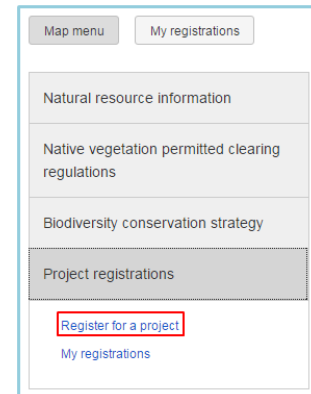 Map menu My registrations
Natural resource information
Native vegetation permitted clearing
regulations
Biodiversity conservation strategy
Project registrations
Register for a project
My registrations